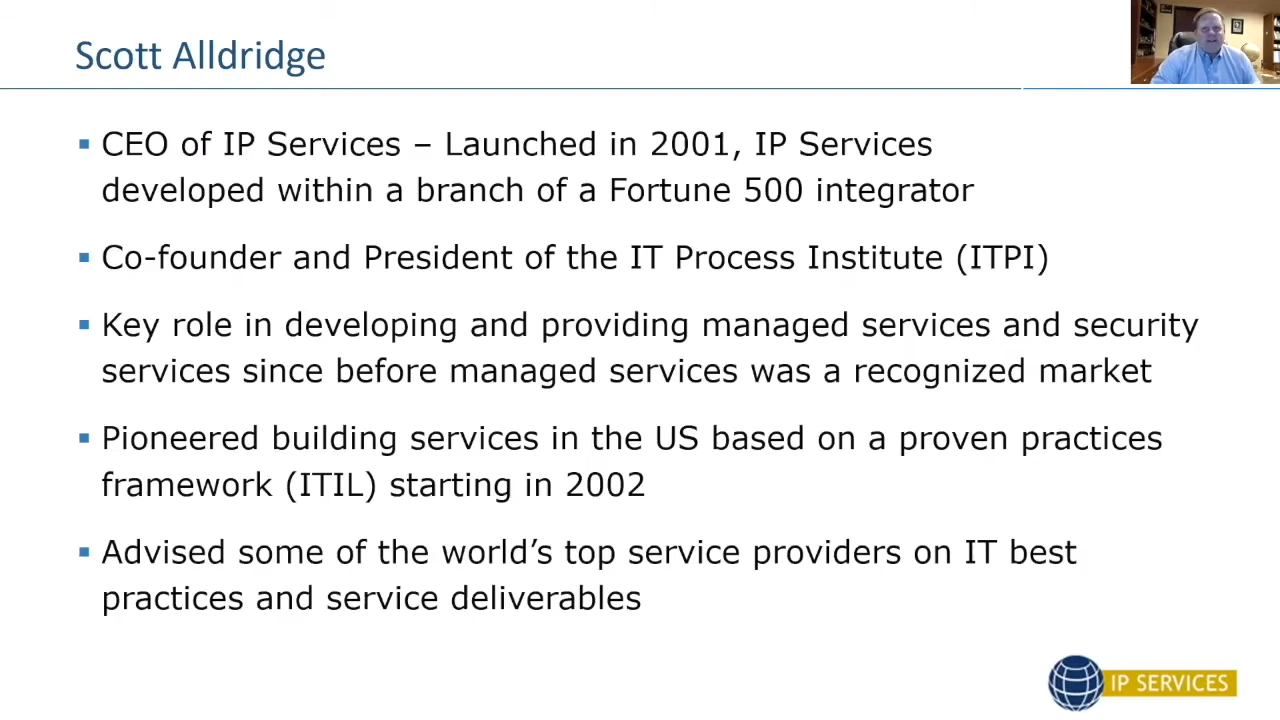 Scott Alldridge
▪ CEO of IP Services – Launched in 2001, IP Services
developed within a branch of a Fortune 500 integrator
▪ Co-founder and President of the IT Process Institute (ITPI)
▪ Key role in developing and providing managed services and security
services since before managed services was a recognized market
▪ Pioneered building services in the US based on a proven practices
framework (ITIL) starting in 2002
▪ Advised some of the world’s top service providers on IT best
practices and service deliverables
IP SERVICES